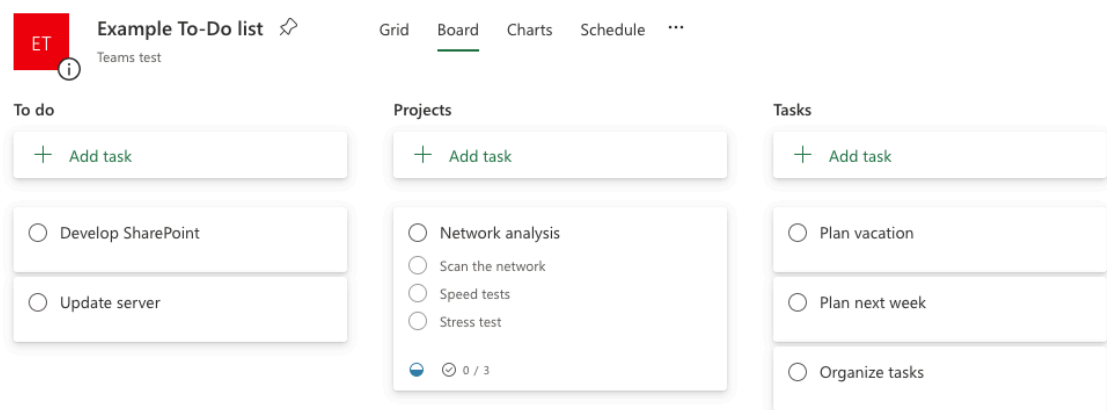 ET
Example To-Do list
Teams test
Grid Board Charts Schedule ...
To do
+ Add task
Develop SharePoint
Update server
Projects
+ Add task
Network analysis
Scan the network
Speed tests
Stress test
0 / 3
Tasks
+ Add task
Plan vacation
Plan next week
Organize tasks